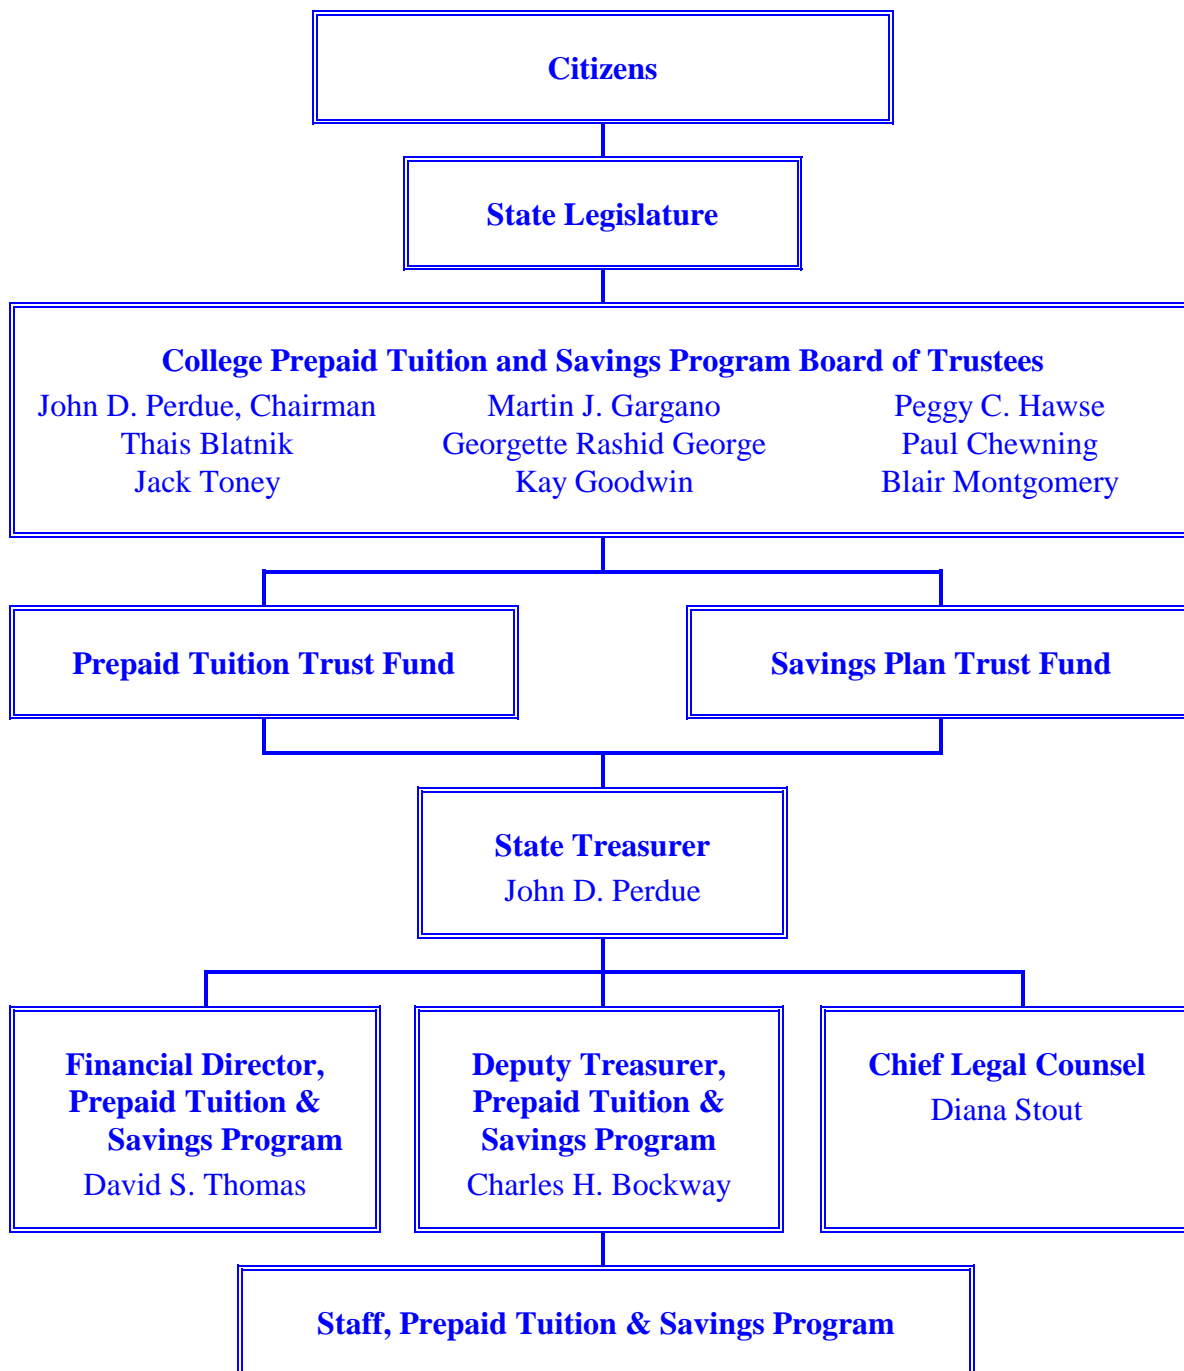 Citizens
State Legislature
College Prepaid Tuition and Savings Program Board of Trustees
John D. Perdue, Chairman Martin J. Gargano Peggy C. Hawse
Thais Blatnik Georgette Rashid George Paul Chewning
Jack Toney Kay Goodwin Blair Montgomery
Prepaid Tuition Trust Fund
Savings Plan Trust Fund
State Treasurer
John D. Perdue
Financial Director,
Prepaid Tuition &
Savings Program
David S. Thomas
Deputy Treasurer,
Prepaid Tuition &
Savings Program
Charles H. Bockway
Chief Legal Counsel
Diana Stout
Staff, Prepaid Tuition & Savings Program